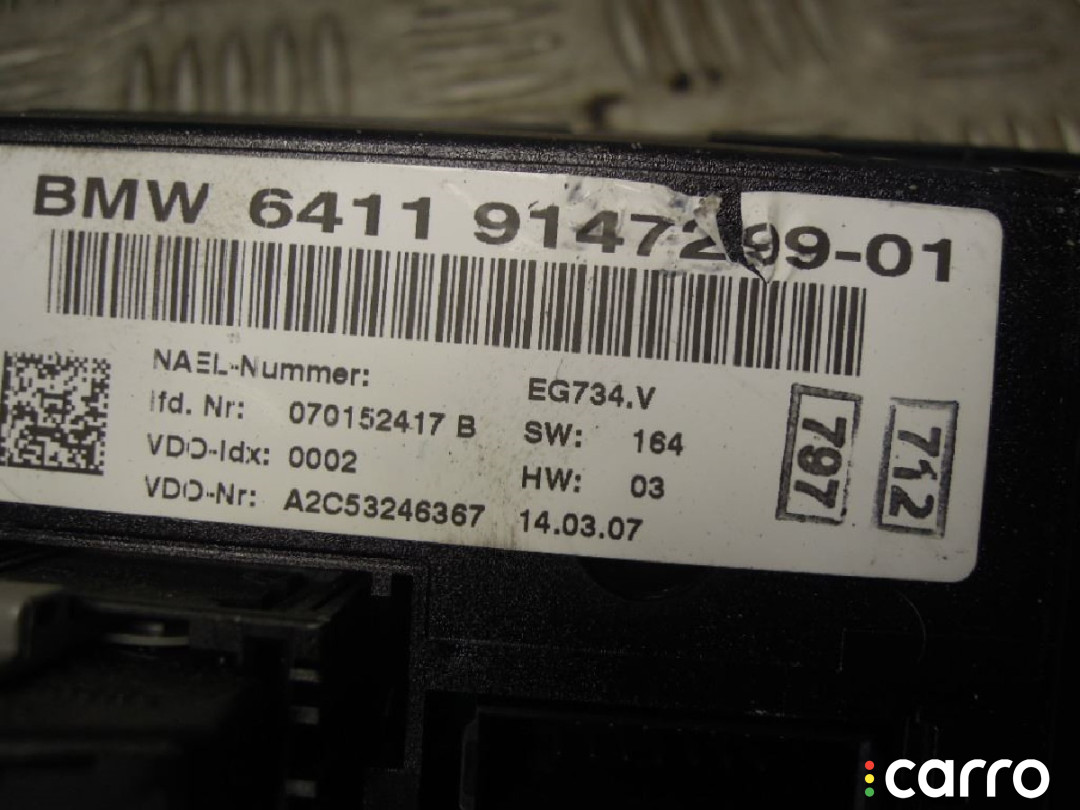 BMW 6411 9147299-01
NAEL-Nummer:
lfd. Nr: 070152417 B
VDO-Idx: 0002
VDO-Nr: A2C53246367
EG734.V
SW: 164
HW: 03
14.03.07
797
712
carro